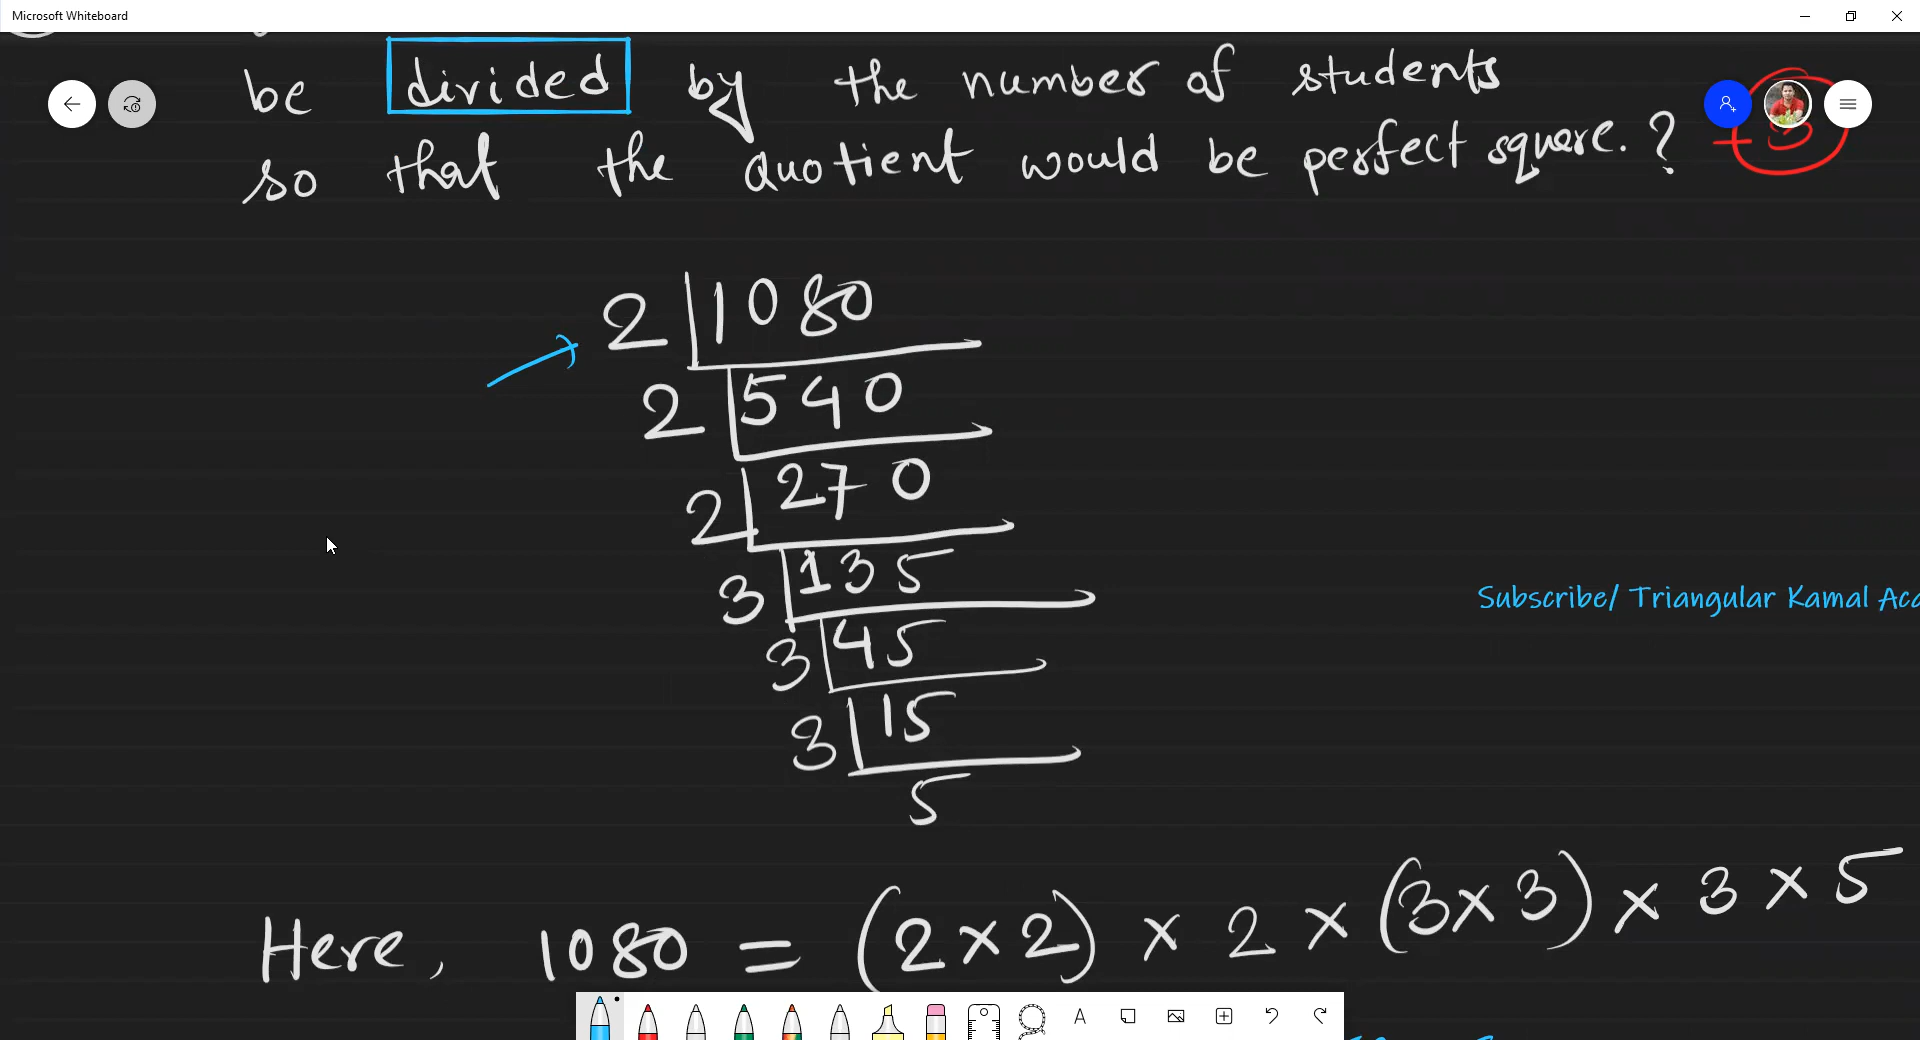 Microsoft Whiteboard
be divided by the number of students
so that the quotient would be perfect square. ?
2 1080
2 540
2 270
3 135
3 45
3 15
5
Subscribe/ Triangular Kamal Aca
Here, 1080 = (2×2) × 2 × (3×3) × 3 × 5